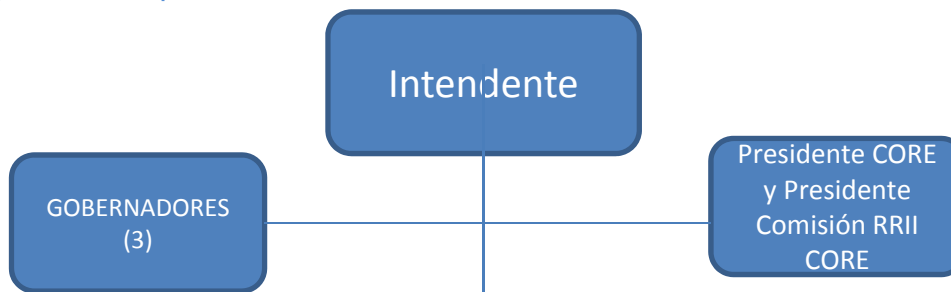 Intendente
GOBERNADORES
(3)
Presidente CORE
y Presidente
Comisión RRII
CORE